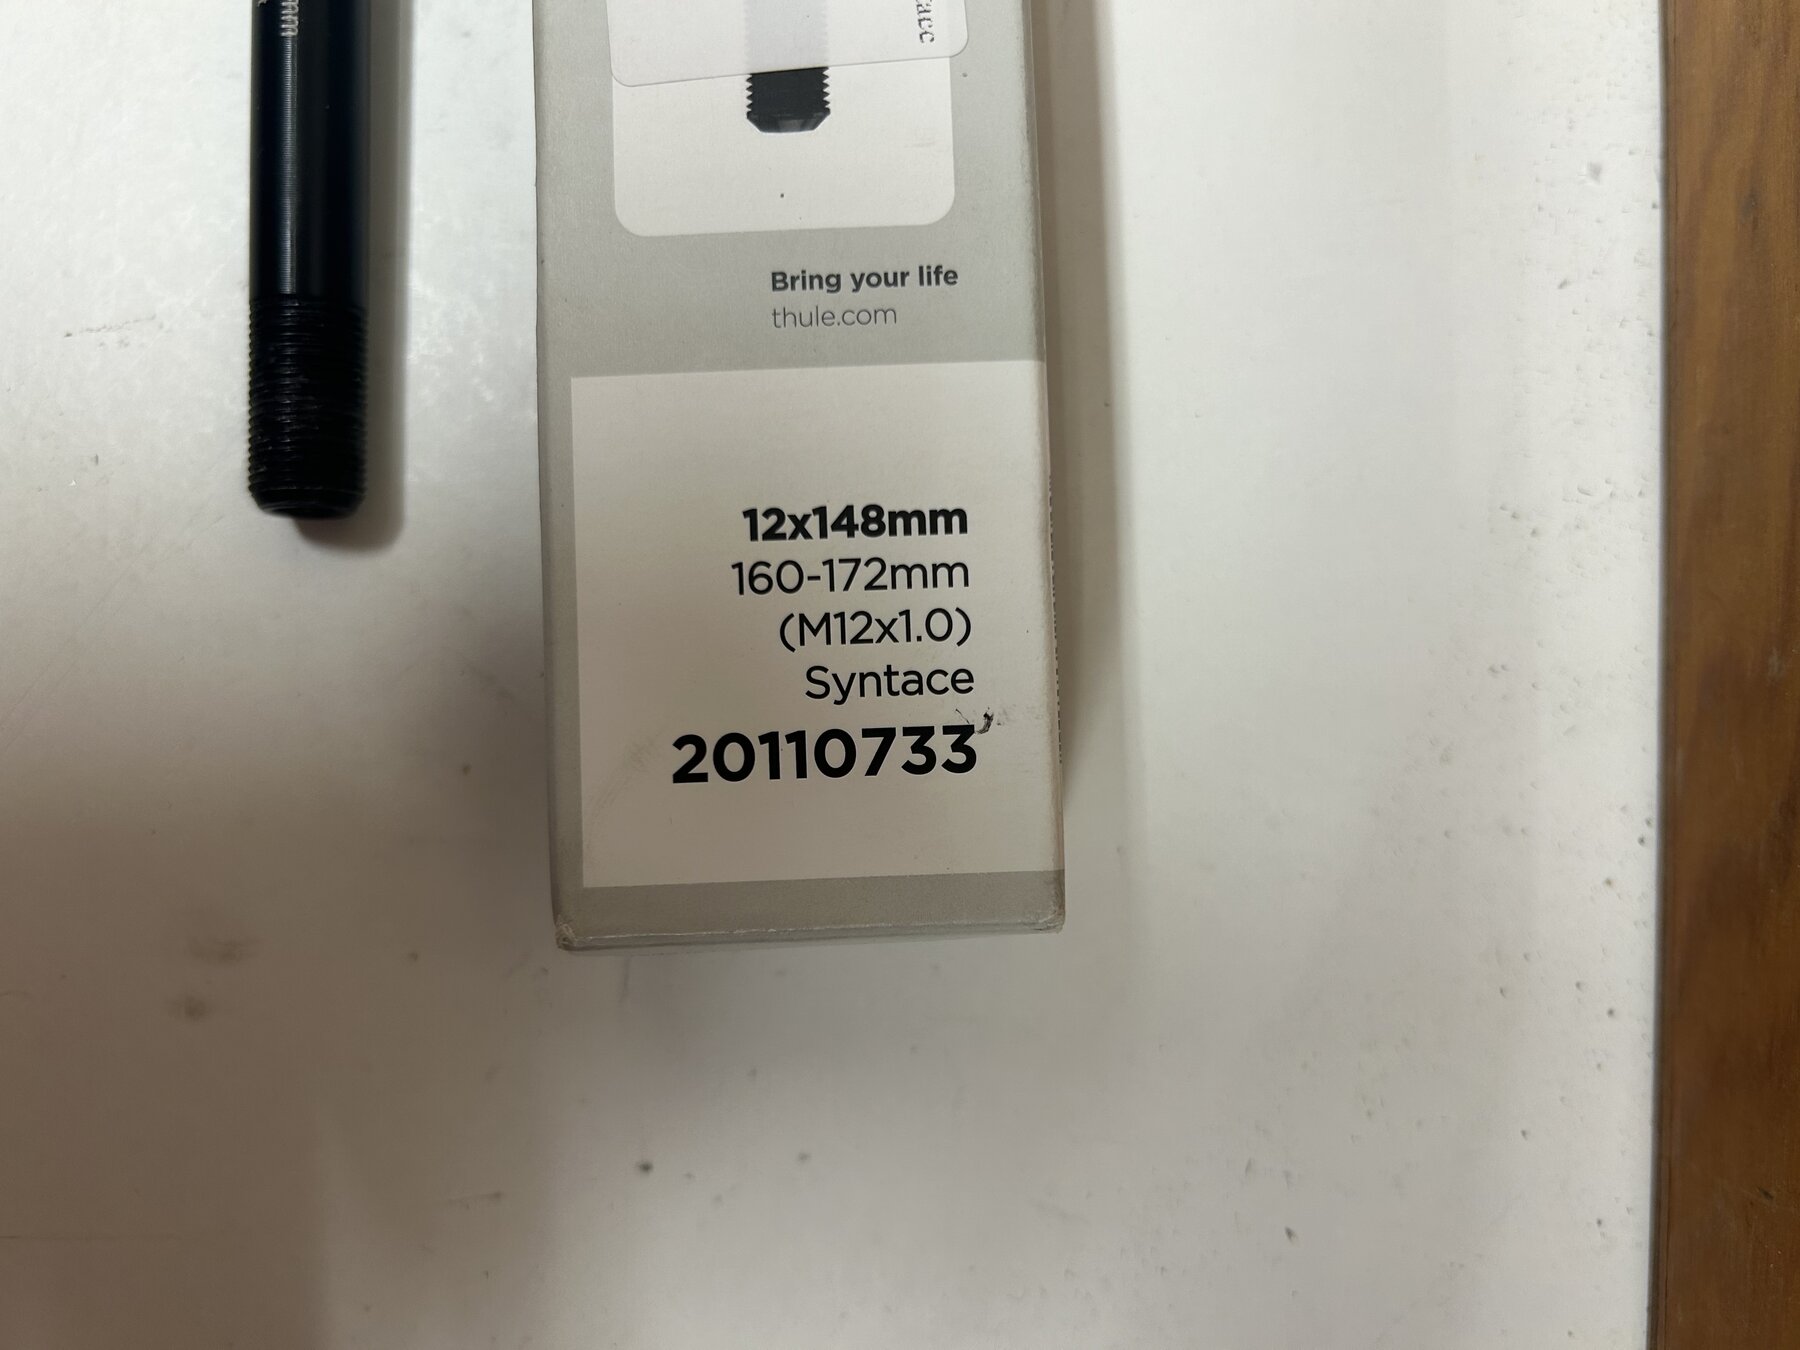 Bring your life
thule.com
12x148mm
160-172mm
(M12x1.0)
Syntace
20110733